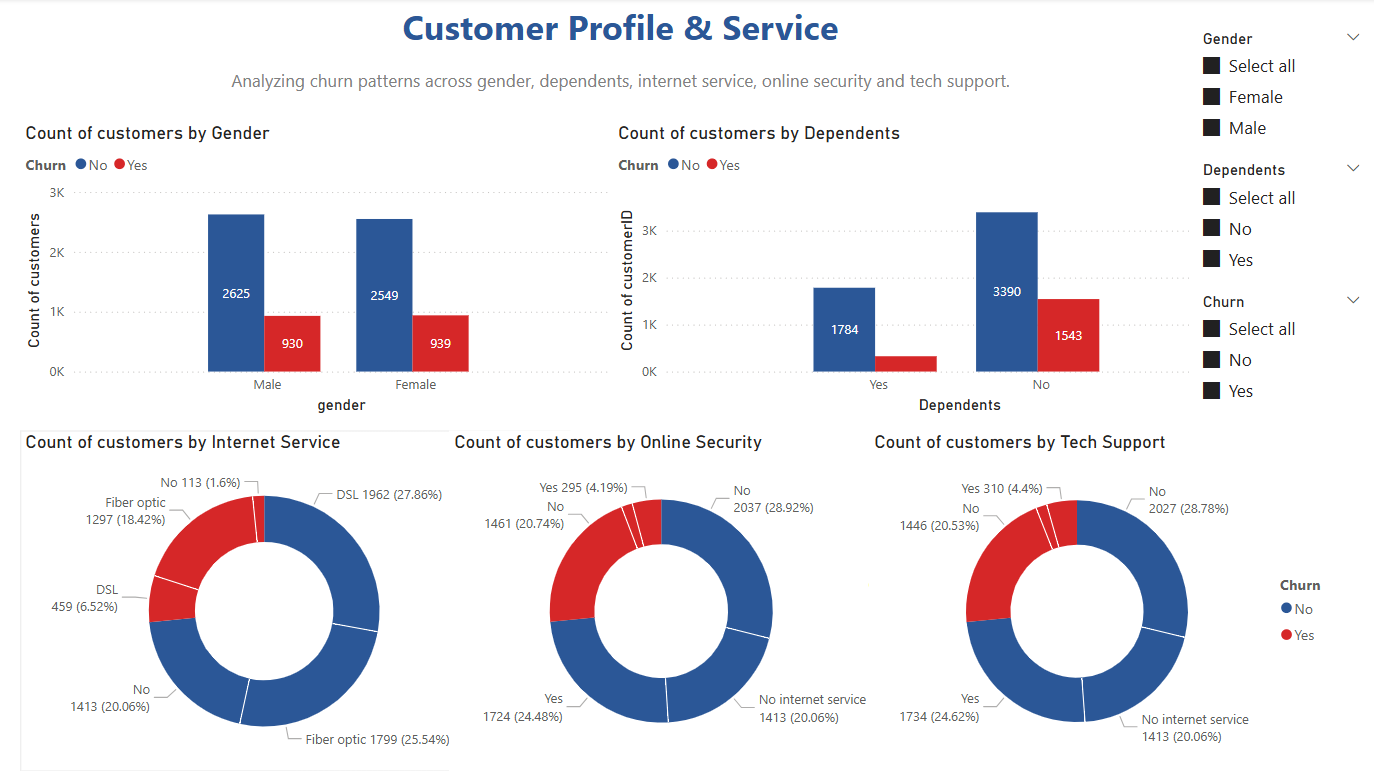 Customer Profile & Service
Analyzing churn patterns across gender, dependents, internet service, online security and tech support.
Count of customers by Gender
Churn No Yes
3K
2K
1K
0K
Count of customers
2625
930
2549
939
Male
Female
gender
Count of customers by Dependents
Churn No Yes
3K
2K
1K
0K
Count of customerID
1784
3390
1543
Yes
No
Dependents
Gender
Select all
Female
Male
Dependents
Select all
No
Yes
Churn
Select all
No
Yes
Count of customers by Internet Service
No 113 (1.6%)
DSL 1962 (27.86%)
Fiber optic
1297 (18.42%)
DSL
459 (6.52%)
No
1413 (20.06%)
Fiber optic 1799 (25.54%)
Count of customers by Online Security
Yes 295 (4.19%)
No
2037 (28.92%)
No
1461 (20.74%)
Yes
1724 (24.48%)
No internet service
1413 (20.06%)
Count of customers by Tech Support
Yes 310 (4.4%)
No
2027 (28.78%)
No
1446 (20.53%)
Yes
1734 (24.62%)
No internet service
1413 (20.06%)
Churn
No
Yes